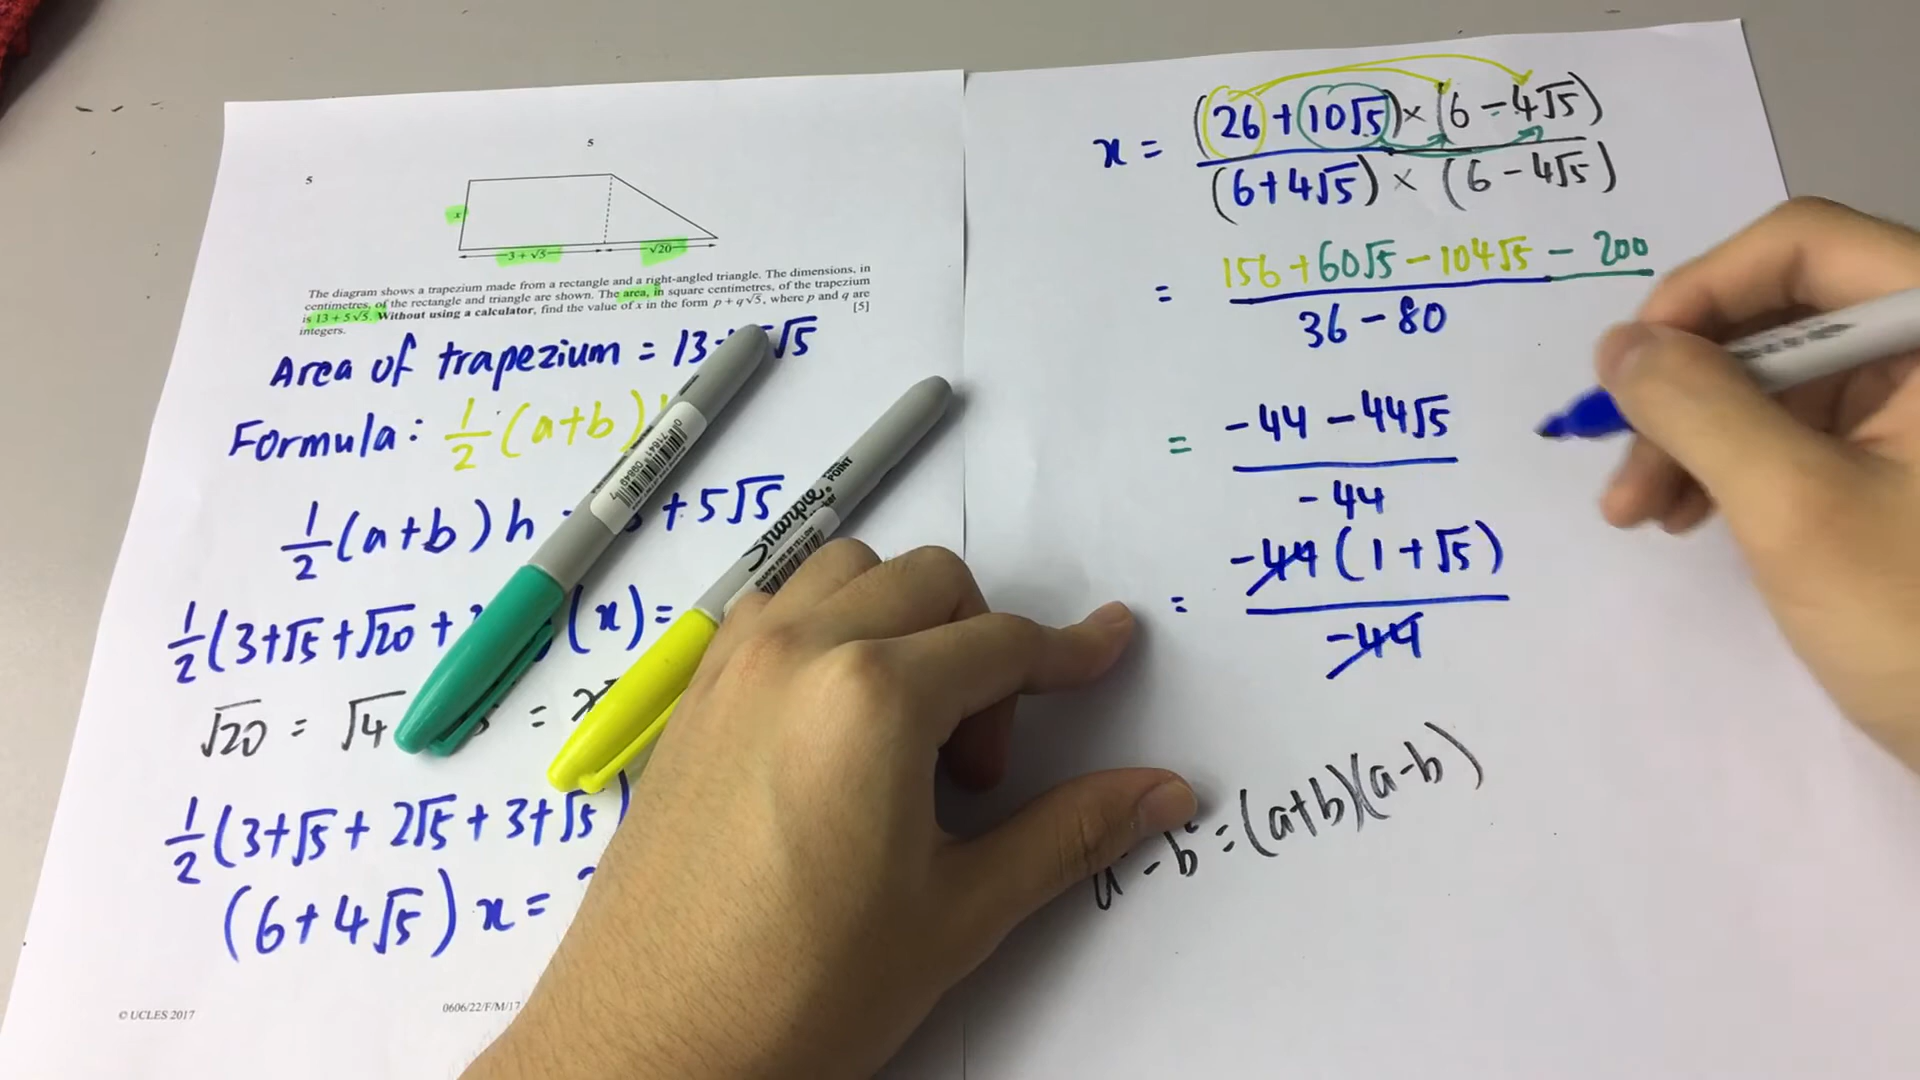 5
5
x
3 + √5
√20
The diagram shows a trapezium made from a rectangle and a right-angled triangle. The dimensions, in
centimetres, of the rectangle and triangle are shown. The area, in square centimetres, of the trapezium
is 13 + 5√5. Without using a calculator, find the value of x in the form p + q√5, where p and q are
integers. [5]
Area of trapezium = 13 + 5√5
Formula: 1/2 (a+b)
1/2 (a+b) h + 5√5
1/2 (3+√5 +√20 + (x) =
√20 = √4 =
1/2 (3+√5 + 2√5 + 3+√5)
(6+4√5) x =
© UCLES 2017
0606/22/F/M/17
Sharpie. POINT
x = (26 + 10√5) × (6 - 4√5)
(6+4√5) × (6 - 4√5)
= 156 + 60√5 - 104√5 - 200
36 - 80
= -44 - 44√5
-44
= -44 (1 + √5)
-44
a² - b² = (a+b)(a-b)